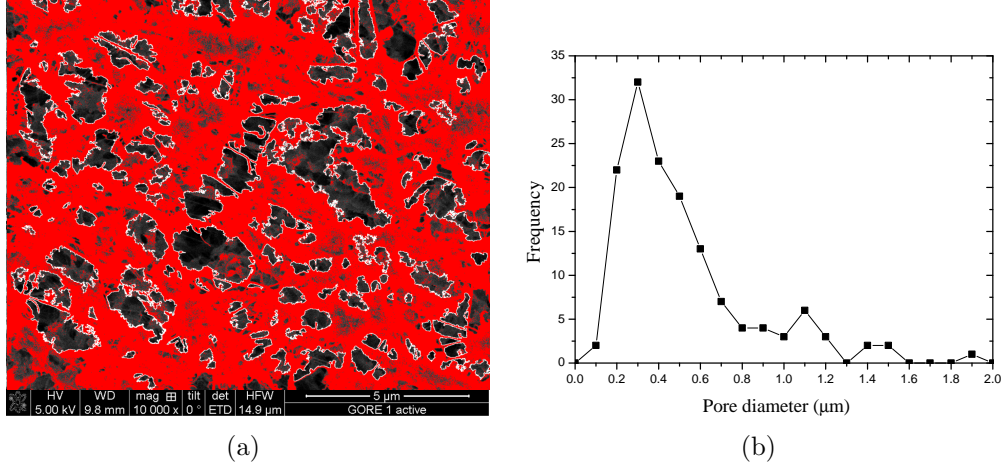 HV WD mag ⊞ tilt det HFW 5 µm
5.00 kV 9.8 mm 10 000 x 0 ° ETD 14.9 µm GORE 1 active
(a)
35
30
25
20
15
10
5
0
Frequency
0.0 0.2 0.4 0.6 0.8 1.0 1.2 1.4 1.6 1.8 2.0
Pore diameter (µm)
(b)